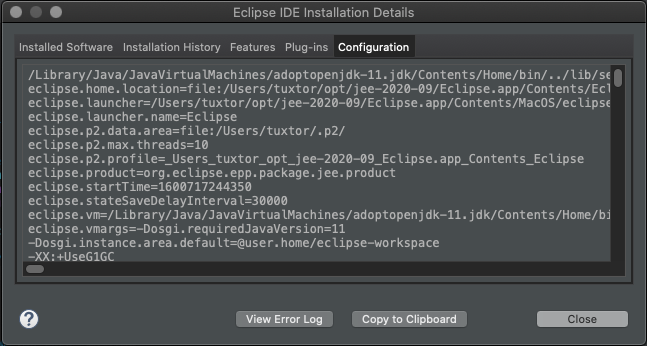 Eclipse IDE Installation Details
Installed Software Installation History Features Plug-ins Configuration
/Library/Java/JavaVirtualMachines/adoptopenjdk-11.jdk/Contents/Home/bin/../lib/se
eclipse.home.location=file:/Users/tuxtor/opt/jee-2020-09/Eclipse.app/Contents/Ecl
eclipse.launcher=/Users/tuxtor/opt/jee-2020-09/Eclipse.app/Contents/MacOS/eclipse
eclipse.launcher.name=Eclipse
eclipse.p2.data.area=file:/Users/tuxtor/.p2/
eclipse.p2.max.threads=10
eclipse.p2.profile=_Users_tuxtor_opt_jee-2020-09_Eclipse.app_Contents_Eclipse
eclipse.product=org.eclipse.epp.package.jee.product
eclipse.startTime=1600717244350
eclipse.stateSaveDelayInterval=30000
eclipse.vm=/Library/Java/JavaVirtualMachines/adoptopenjdk-11.jdk/Contents/Home/bi
eclipse.vmargs=-Dosgi.requiredJavaVersion=11
-Dosgi.instance.area.default=@user.home/eclipse-workspace
-XX:+UseG1GC
? View Error Log Copy to Clipboard Close